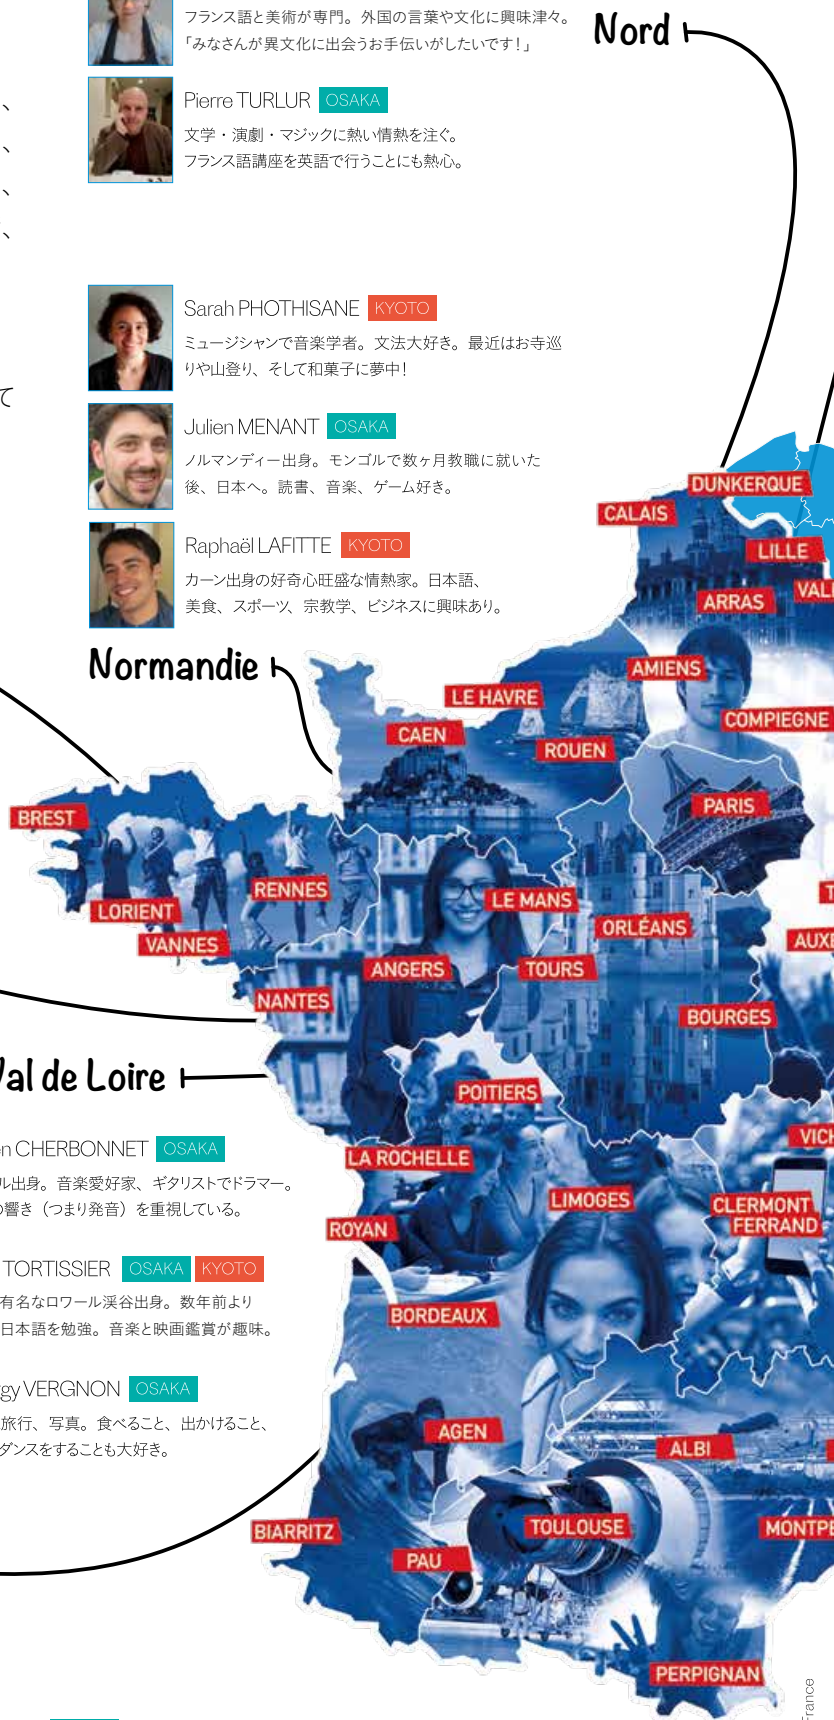 フランス語と美術が専門。外国の言葉や文化に興味津々。
「みなさんが異文化に出会うお手伝いがしたいです！」
Nord
Pierre TURLUR OSAKA
文学・演劇・マジックに熱い情熱を注ぐ。
フランス語講座を英語で行うことにも熱心。
、
、
、
、
て
Sarah PHOTHISANE KYOTO
ミュージシャンで音楽学者。文法大好き。最近はお寺巡
りや山登り、そして和菓子に夢中！
Julien MENANT OSAKA
ノルマンディー出身。モンゴルで数ヶ月教職に就いた
後、日本へ。読書、音楽、ゲーム好き。
Raphaël LAFITTE KYOTO
カーン出身の好奇心旺盛な情熱家。日本語、
美食、スポーツ、宗教学、ビジネスに興味あり。
Normandie
DUNKERQUE
CALAIS
LILLE
VAL
ARRAS
AMIENS
LE HAVRE
COMPIEGNE
CAEN
ROUEN
PARIS
BREST
RENNES
LE MANS
LORIENT
ORLÉANS
VANNES
AUXE
ANGERS
TOURS
NANTES
BOURGES
Val de Loire
POITIERS
VICH
LA ROCHELLE
LIMOGES
CLERMONT
FERRAND
ROYAN
BORDEAUX
AGEN
ALBI
BIARRITZ
TOULOUSE
MONTPE
PAU
PERPIGNAN
en CHERBONNET OSAKA
ル出身。音楽愛好家、ギタリストでドラマー。
の響き（つまり発音）を重視している。
TORTISSIER OSAKA KYOTO
有名なロワール渓谷出身。数年前より
日本語を勉強。音楽と映画鑑賞が趣味。
gy VERGNON OSAKA
旅行、写真。食べること、出かけること、
ダンスをすることも大好き。
France